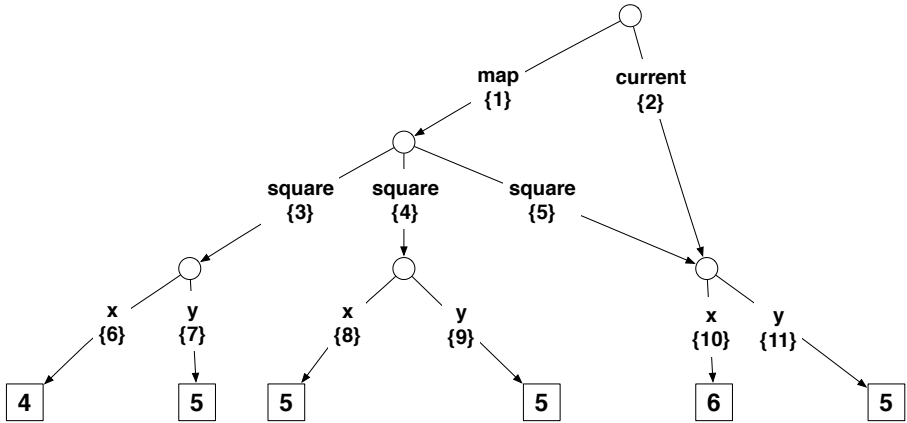 map
{1}
current
{2}
square
{3}
square
{4}
square
{5}
x
{6}
y
{7}
x
{8}
y
{9}
x
{10}
y
{11}
4
5
5
5
6
5